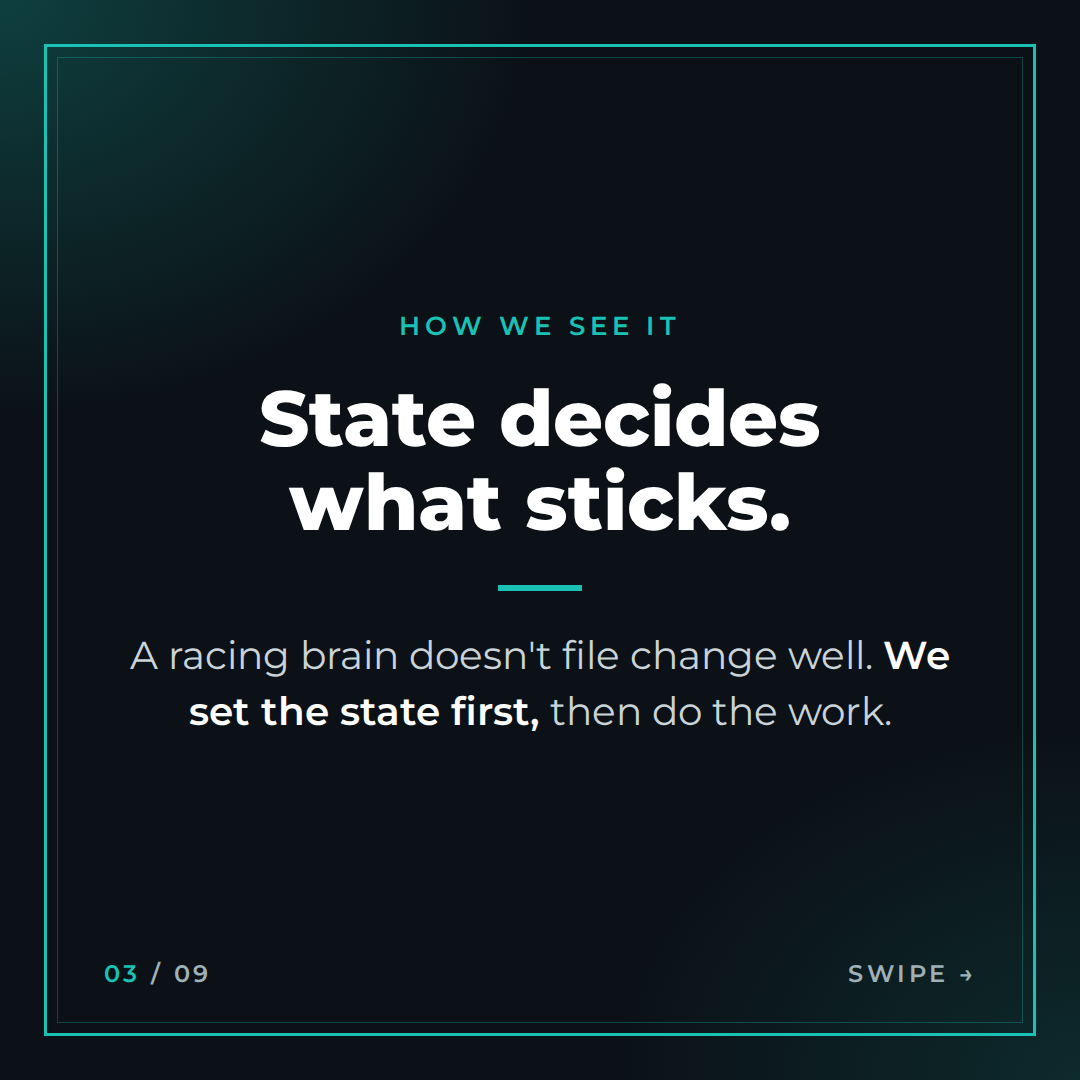 HOW WE SEE IT
State decides
what sticks.
A racing brain doesn't file change well. We
set the state first, then do the work.
03 / 09
SWIPE →